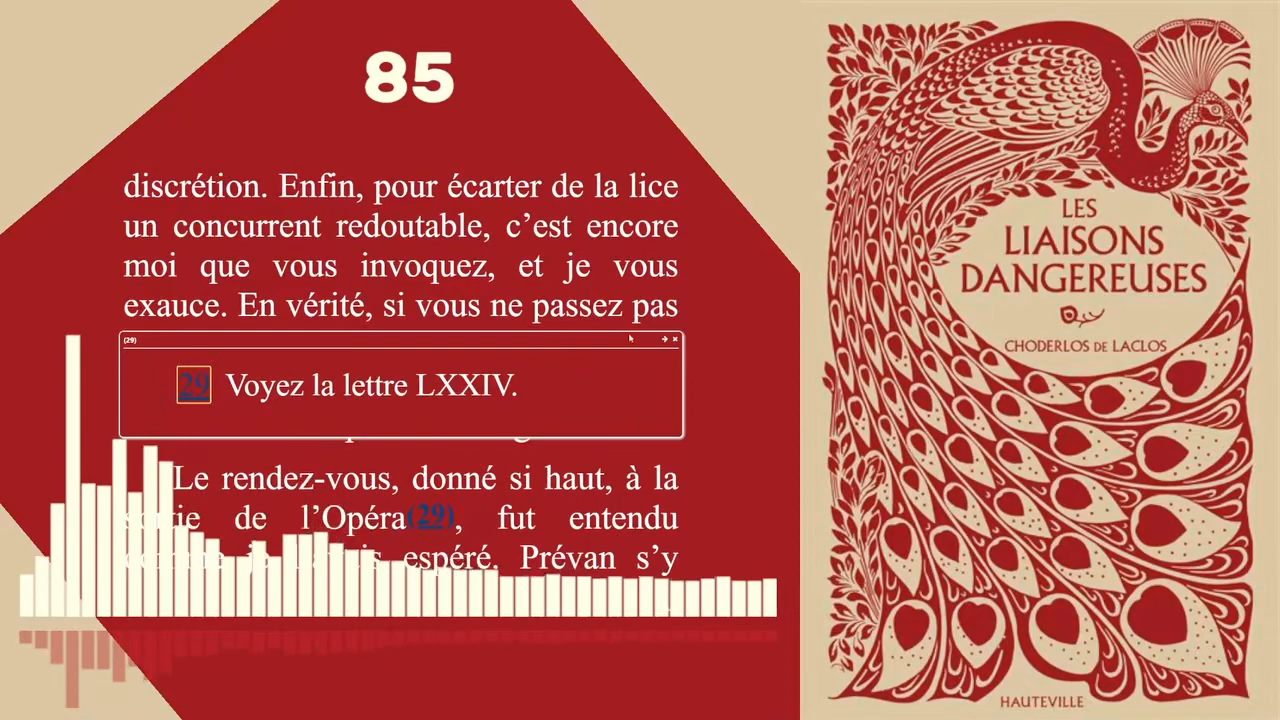 85
discrétion. Enfin, pour écarter de la lice
un concurrent redoutable, c’est encore
moi que vous invoquez, et je vous
exauce. En vérité, si vous ne passez pas
(29)
29 Voyez la lettre LXXIV.
Le rendez-vous, donné si haut, à la
sortie de l’Opéra(29), fut entendu
espéré. Prévan s’y
LES
LIAISONS
DANGEREUSES
CHODERLOS DE LACLOS
HAUTEVILLE